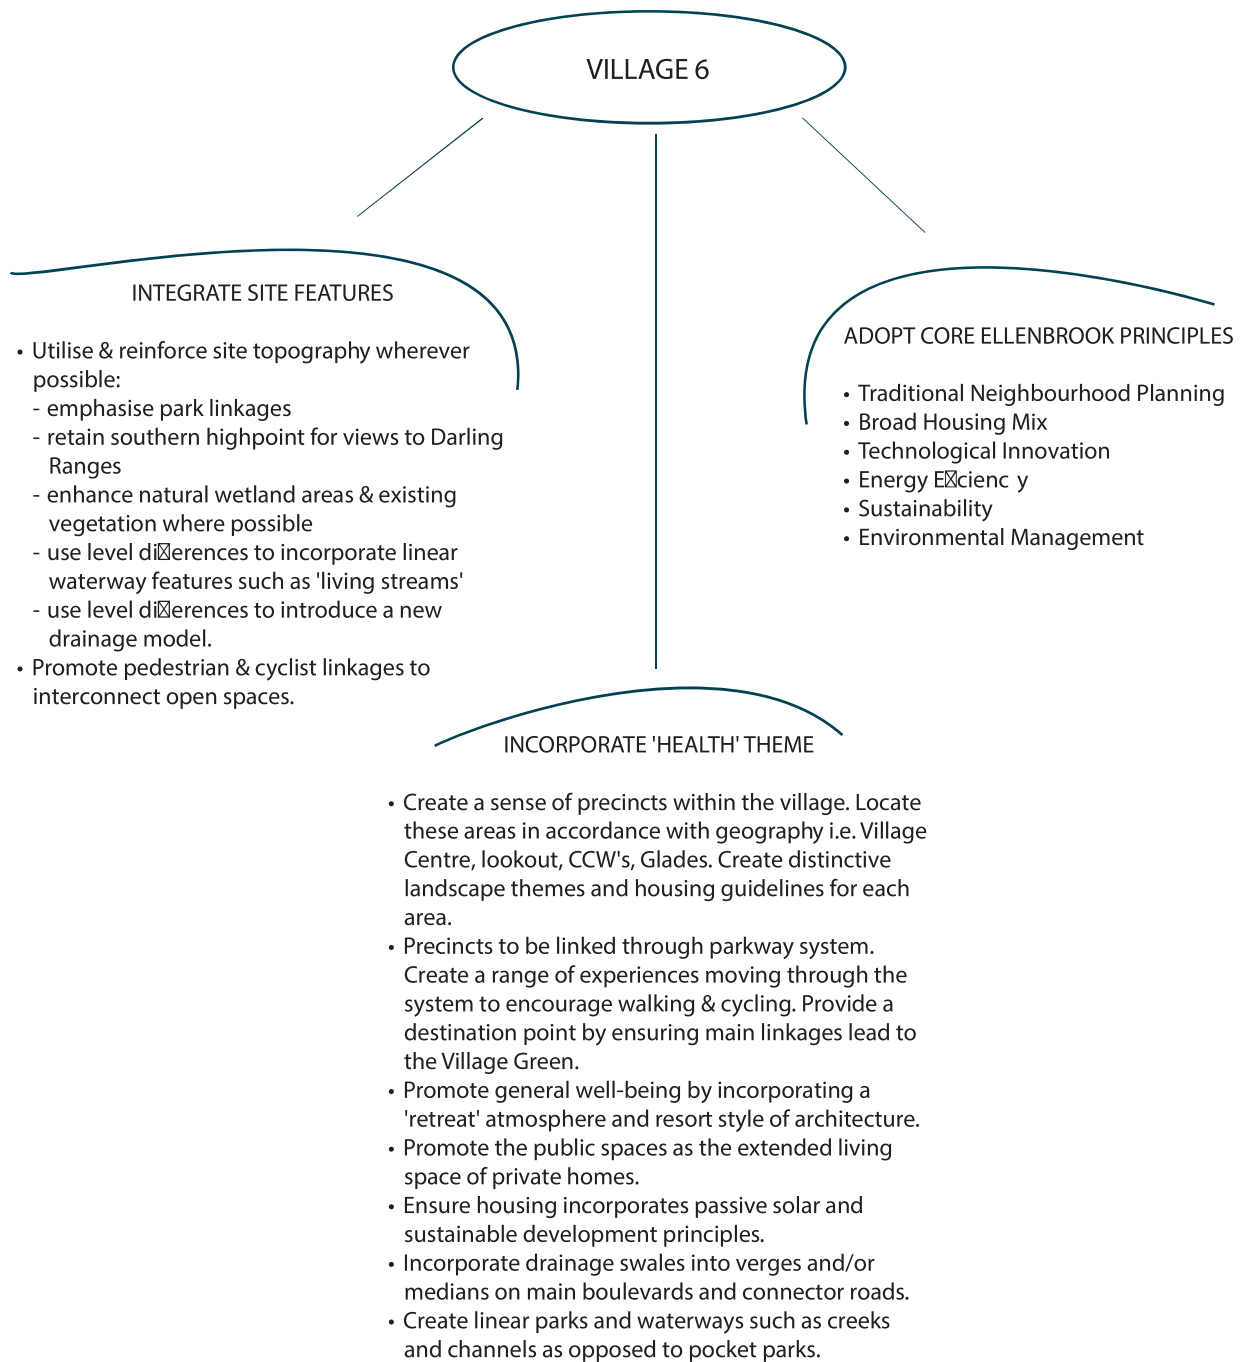 VILLAGE 6
INTEGRATE SITE FEATURES
• Utilise & reinforce site topography wherever
possible:
- emphasise park linkages
- retain southern highpoint for views to Darling
Ranges
- enhance natural wetland areas & existing
vegetation where possible
- use level di☒erences to incorporate linear
waterway features such as 'living streams'
- use level di☒erences to introduce a new
drainage model.
• Promote pedestrian & cyclist linkages to
interconnect open spaces.
ADOPT CORE ELLENBROOK PRINCIPLES
• Traditional Neighbourhood Planning
• Broad Housing Mix
• Technological Innovation
• Energy E☒cienc y
• Sustainability
• Environmental Management
INCORPORATE 'HEALTH' THEME
• Create a sense of precincts within the village. Locate
these areas in accordance with geography i.e. Village
Centre, lookout, CCW's, Glades. Create distinctive
landscape themes and housing guidelines for each
area.
• Precincts to be linked through parkway system.
Create a range of experiences moving through the
system to encourage walking & cycling. Provide a
destination point by ensuring main linkages lead to
the Village Green.
• Promote general well-being by incorporating a
'retreat' atmosphere and resort style of architecture.
• Promote the public spaces as the extended living
space of private homes.
• Ensure housing incorporates passive solar and
sustainable development principles.
• Incorporate drainage swales into verges and/or
medians on main boulevards and connector roads.
• Create linear parks and waterways such as creeks
and channels as opposed to pocket parks.